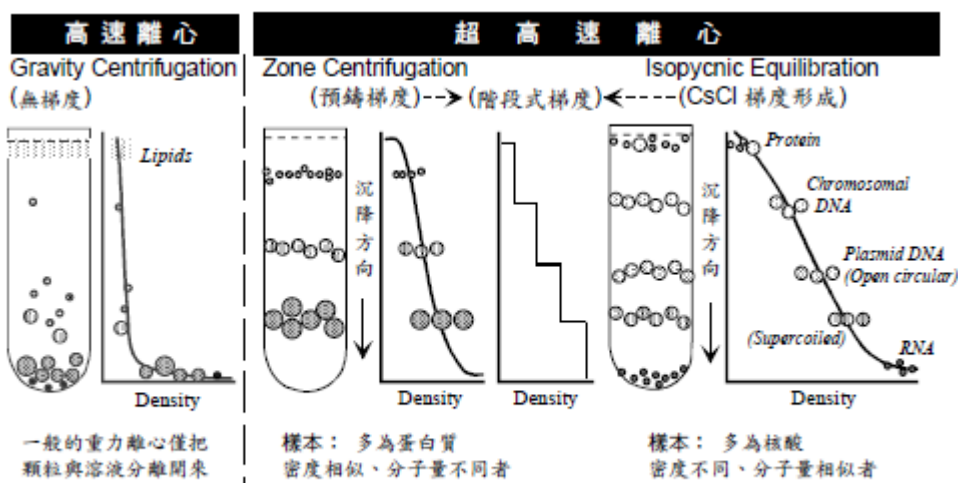 高速離心
超高速離心
Gravity Centrifugation
(無梯度)
Zone Centrifugation
(預鑄梯度)
(階段式梯度)
Isopycnic Equilibration
(CsCl 梯度形成)
Lipids
Density
沉降方向
Density
Density
沉降方向
Protein
Chromosomal
DNA
Plasmid DNA
(Open circular)
(Supercoiled)
RNA
Density
一般的重力離心僅把
顆粒與溶液分離開來
樣本： 多為蛋白質
密度相似、分子量不同者
樣本： 多為核酸
密度不同、分子量相似者